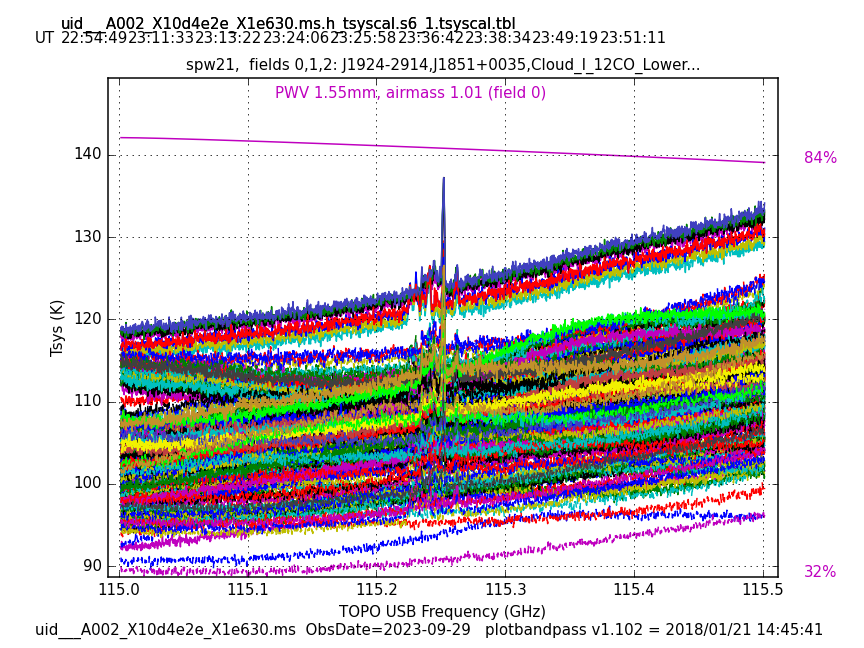 uid___A002_X10d4e2e_X1e630.ms.h_tsyscal.s6_1.tsyscal.tbl
UT 22:54:49 23:11:33 23:13:22 23:24:06 23:25:58 23:36:42 23:38:34 23:49:19 23:51:11
spw21, fields 0,1,2: J1924-2914,J1851+0035,Cloud_I_12CO_Lower...
PWV 1.55mm, airmass 1.01 (field 0)
140
84%
130
120
Tsys (K)
110
100
90
32%
115.0 115.1 115.2 115.3 115.4 115.5
TOPO USB Frequency (GHz)
uid___A002_X10d4e2e_X1e630.ms ObsDate=2023-09-29 plotbandpass v1.102 = 2018/01/21 14:45:41